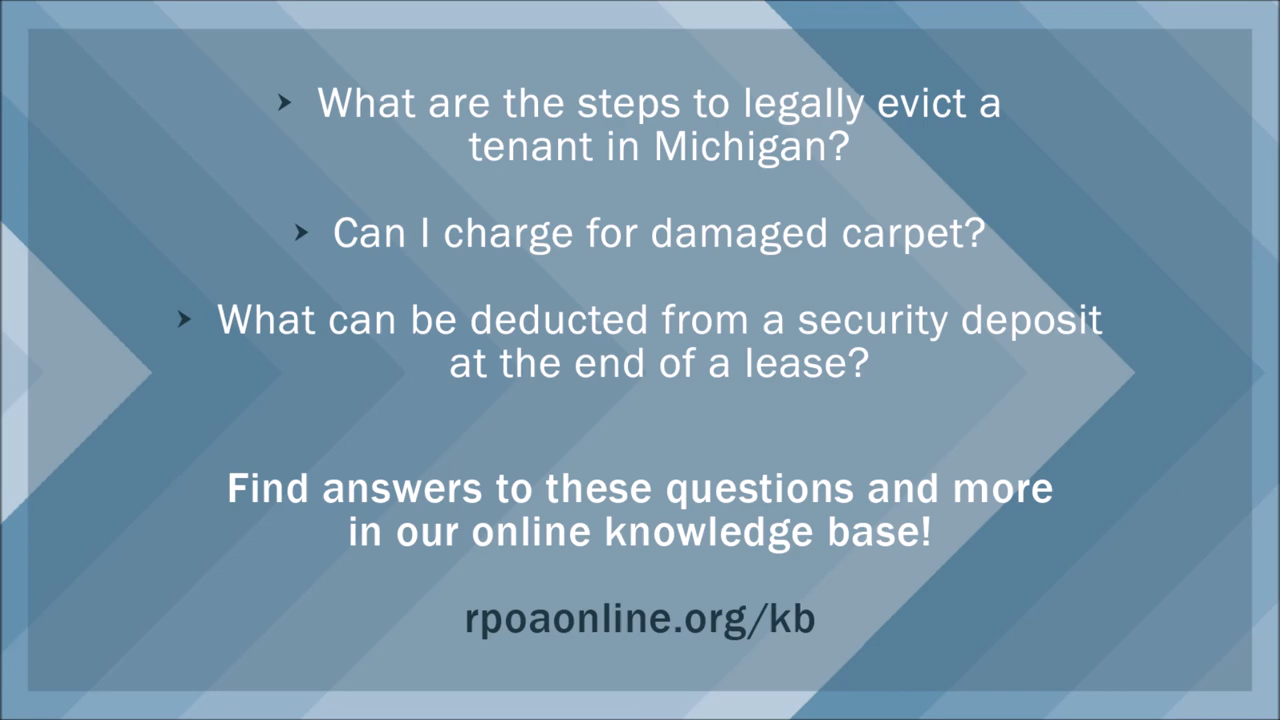 ➤ What are the steps to legally evict a
tenant in Michigan?
➤ Can I charge for damaged carpet?
➤ What can be deducted from a security deposit
at the end of a lease?
Find answers to these questions and more
in our online knowledge base!
rpoaonline.org/kb